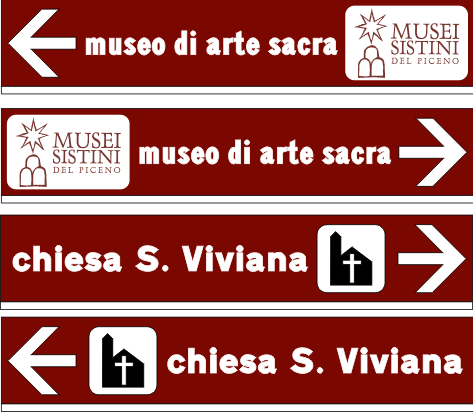 museo di arte sacra
MUSEI
SISTINI
DEL PICENO
MUSEI
SISTINI
DEL PICENO
museo di arte sacra
chiesa S. Viviana
chiesa S. Viviana